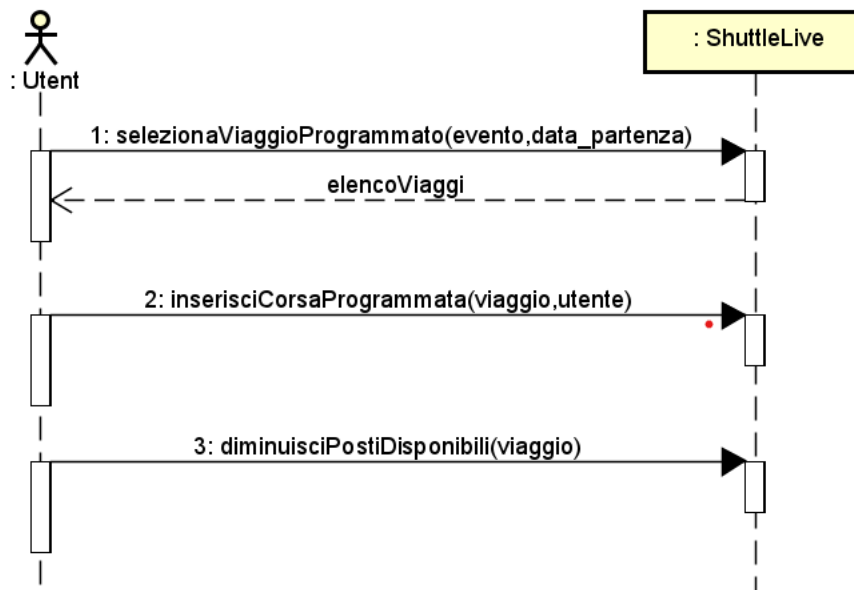 : Utent
: ShuttleLive
1: selezionaViaggioProgrammato(evento,data_partenza)
elencoViaggi
2: inserisciCorsaProgrammata(viaggio,utente)
3: diminuisciPostiDisponibili(viaggio)